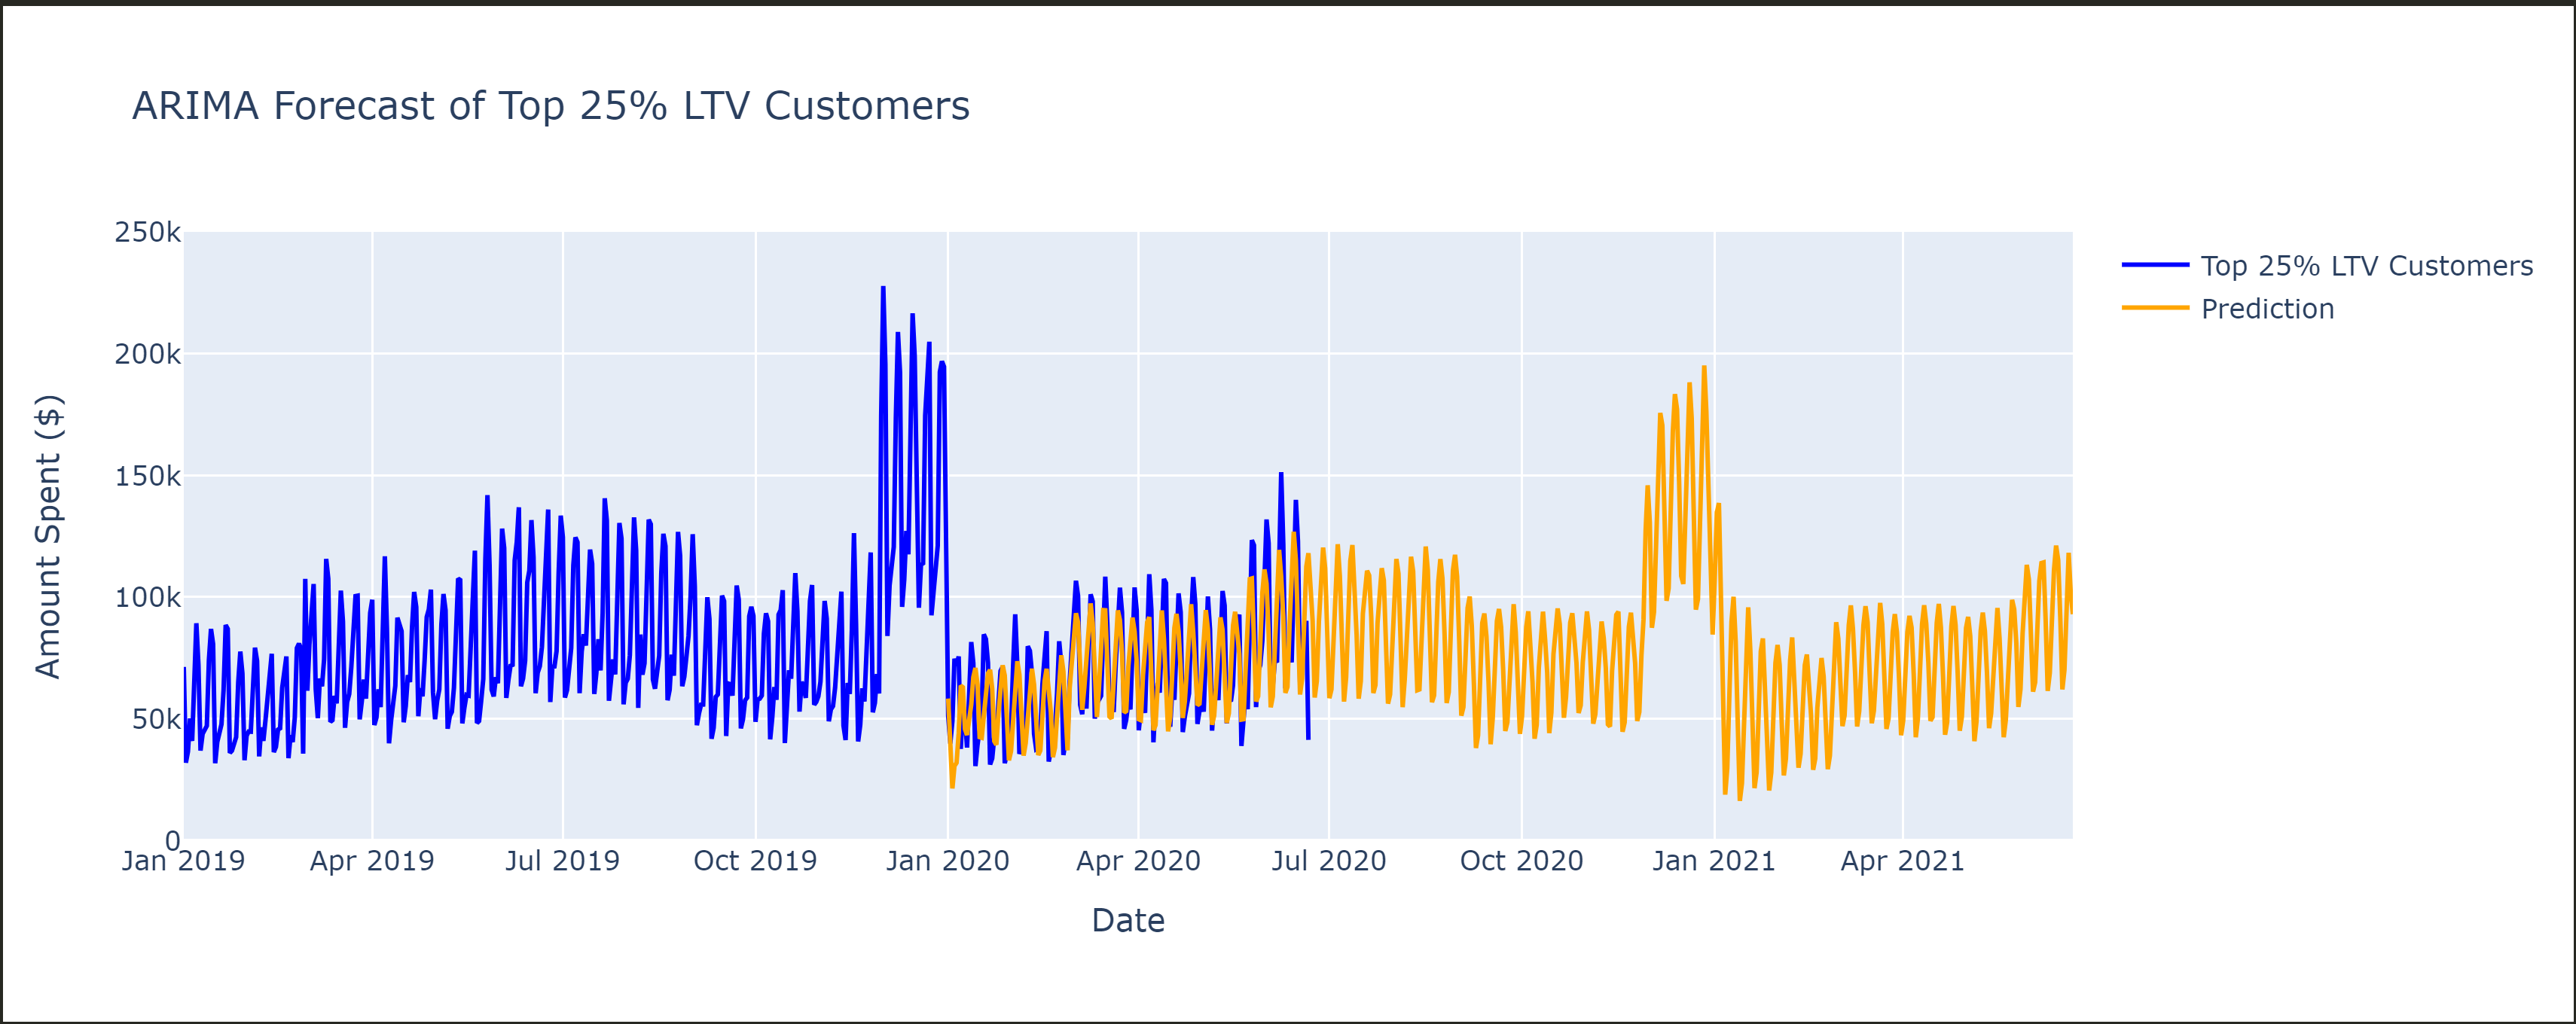 ARIMA Forecast of Top 25% LTV Customers
250k
200k
150k
100k
50k
0
Amount Spent ($)
Jan 2019 Apr 2019 Jul 2019 Oct 2019 Jan 2020 Apr 2020 Jul 2020 Oct 2020 Jan 2021 Apr 2021
Date
Top 25% LTV Customers
Prediction